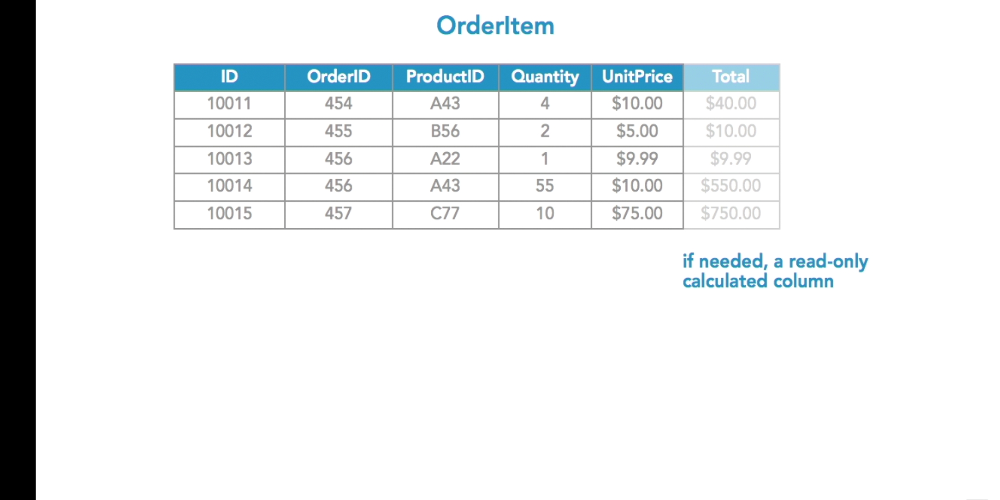 OrderItem
ID OrderID ProductID Quantity UnitPrice Total
10011 454 A43 4 $10.00 $40.00
10012 455 B56 2 $5.00 $10.00
10013 456 A22 1 $9.99 $9.99
10014 456 A43 55 $10.00 $550.00
10015 457 C77 10 $75.00 $750.00
if needed, a read-only
calculated column